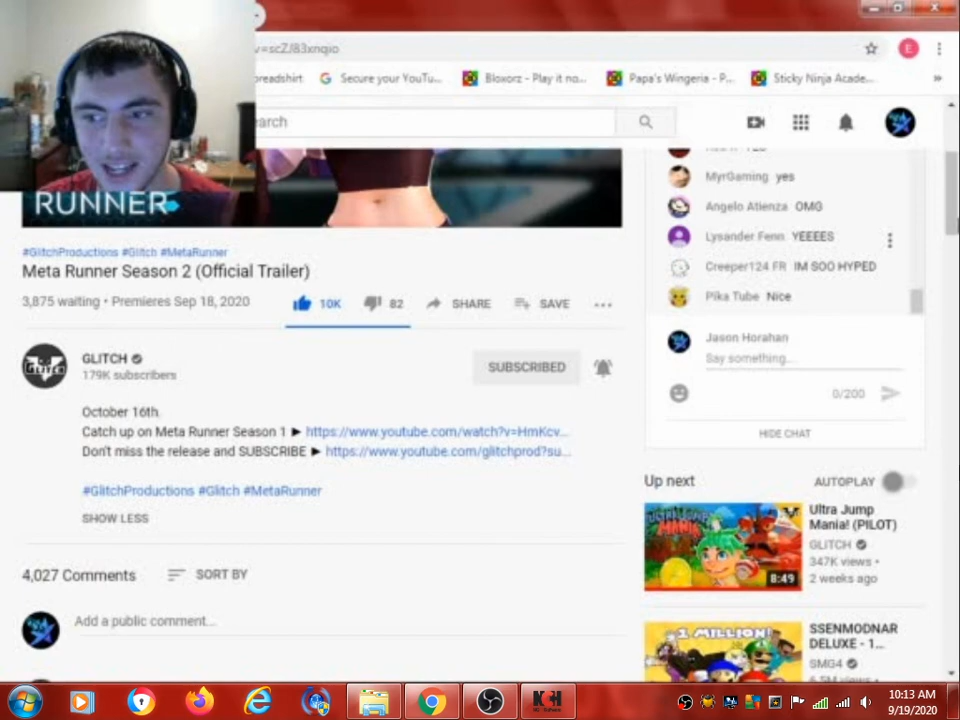 v=scZJ83xnqio
E
preadshirt
Secure your YouTu...
Bloxorz - Play it no...
Papa's Wingeria - P...
Sticky Ninja Acade...
»
earch
RUNNER
MyrGaming yes
Angelo Atienza OMG
Lysander Fenn YEEEES
Creeper124 FR IM SOO HYPED
Pika Tube Nice
Jason Horahan
Say something...
0/200
HIDE CHAT
#GlitchProductions #Glitch #MetaRunner
Meta Runner Season 2 (Official Trailer)
3,875 waiting • Premieres Sep 18, 2020
10K
82
SHARE
SAVE
GLITCH
179K subscribers
SUBSCRIBED
October 16th.
Catch up on Meta Runner Season 1 ► https://www.youtube.com/watch?v=HmKcv...
Don't miss the release and SUBSCRIBE ► https://www.youtube.com/glitchprod?su...
#GlitchProductions #Glitch #MetaRunner
SHOW LESS
4,027 Comments
SORT BY
Add a public comment...
Up next
AUTOPLAY
8:49
Ultra Jump
Mania! (PILOT)
GLITCH
347K views •
2 weeks ago
1 MILLION!
SSENMODNAR
DELUXE - 1...
SMG4
10:13 AM
9/19/2020